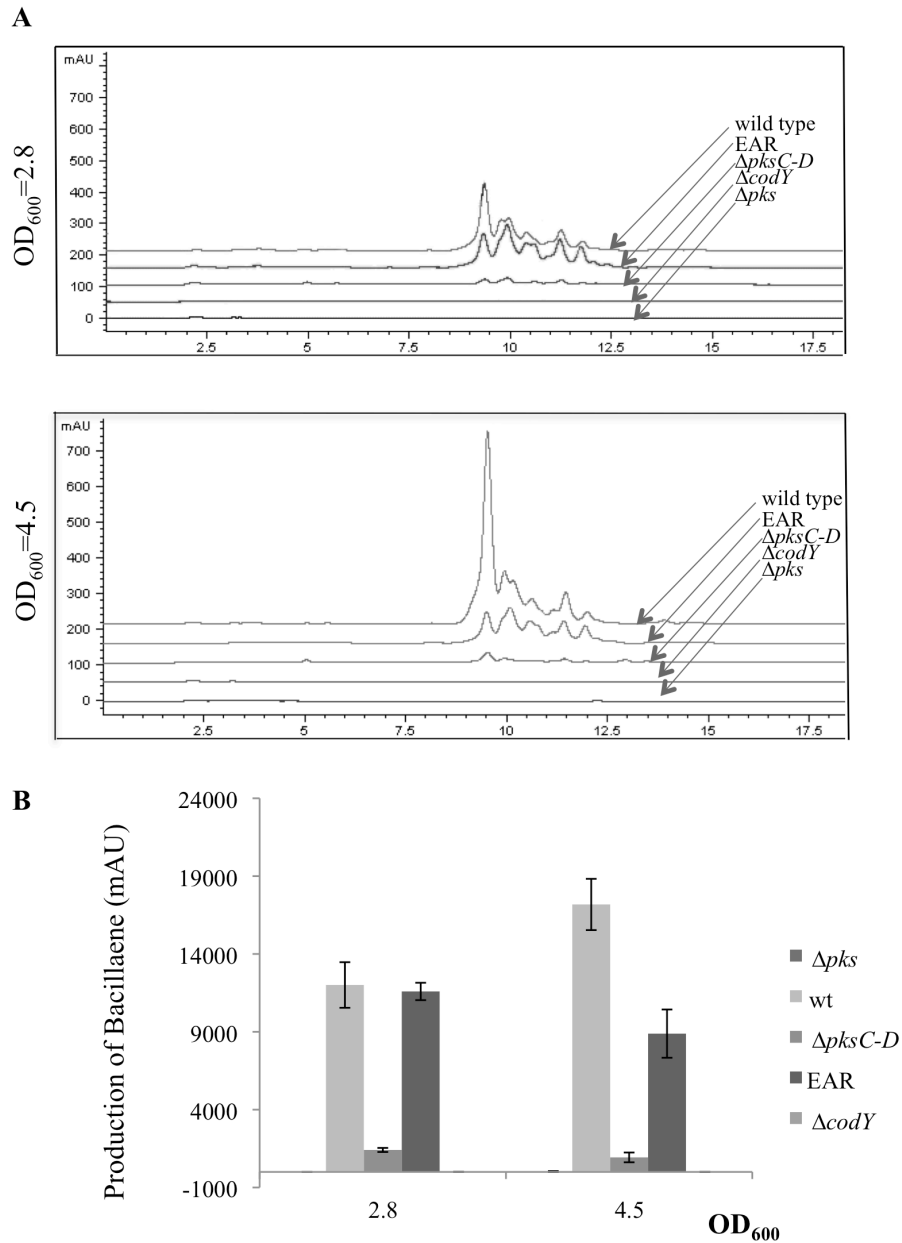 A
OD600=2.8
mAU
700
600
500
400
300
200
100
0
2.5
5
7.5
10
12.5
15
17.5
wild type
EAR
ΔpksC-D
ΔcodY
Δpks
OD600=4.5
mAU
700
600
500
400
300
200
100
0
2.5
5
7.5
10
12.5
15
17.5
wild type
EAR
ΔpksC-D
ΔcodY
Δpks
B
Production of Bacillaene (mAU)
24000
19000
14000
9000
4000
-1000
2.8
4.5
OD600
Δpks
wt
ΔpksC-D
EAR
ΔcodY